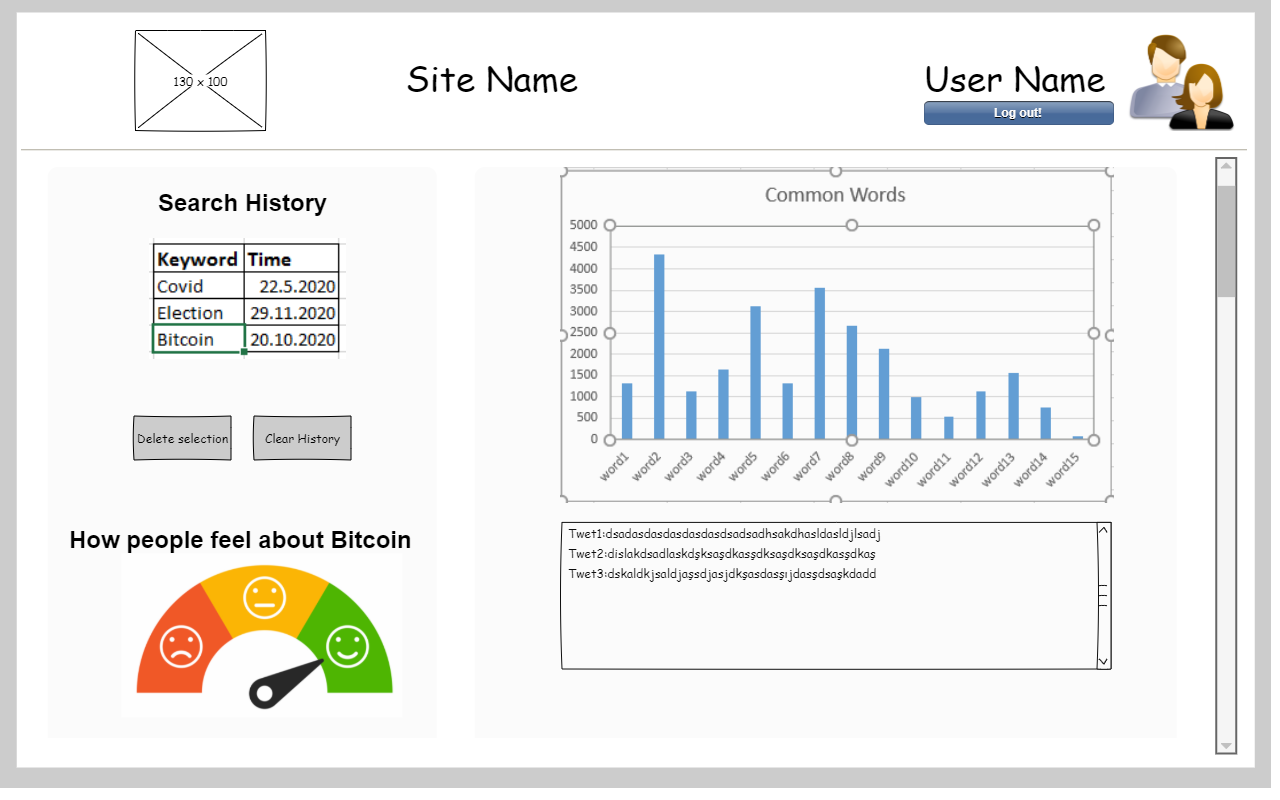 130 x 100
Site Name
User Name
Log out!
Search History
Keyword Time
Covid 22.5.2020
Election 29.11.2020
Bitcoin 20.10.2020
Delete selection
Clear History
How people feel about Bitcoin
Common Words
5000
4500
4000
3500
3000
2500
2000
1500
1000
500
0
word1
word2
word3
word4
word5
word6
word7
word8
word9
word10
word11
word12
word13
word14
word15
Twet1:dsadasdasdasdasdasdsadsadhsakdhasldasldjlsadj
Twet2:dislakdsadlaskdşksaşdkasşdksaşdksaşdkasşdkaş
Twet3:dskaldkjsaldjaşsdjasjdkşasdasşıjdasşdsaşkdadd